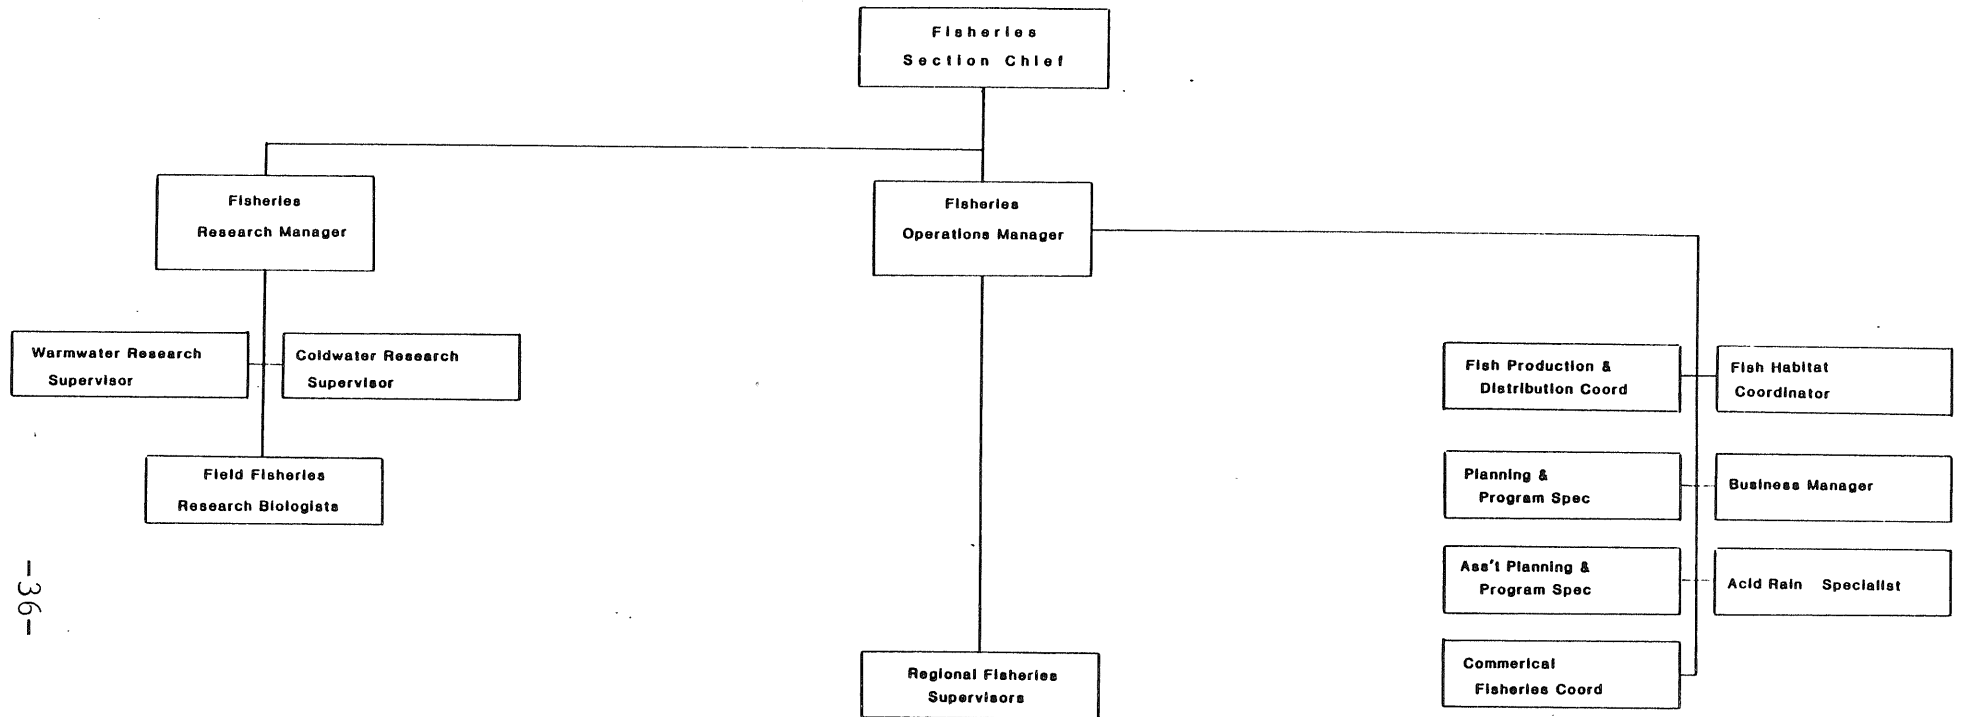 Fisheries
Section Chief
Fisheries
Research Manager
Fisheries
Operations Manager
Warmwater Research
Supervisor
Coldwater Research
Supervisor
Field Fisheries
Research Biologists
Fish Production &
Distribution Coord
Fish Habitat
Coordinator
Planning &
Program Spec
Business Manager
Ass't Planning &
Program Spec
Acid Rain Specialist
Commerical
Fisheries Coord
Regional Fisheries
Supervisors
-36-